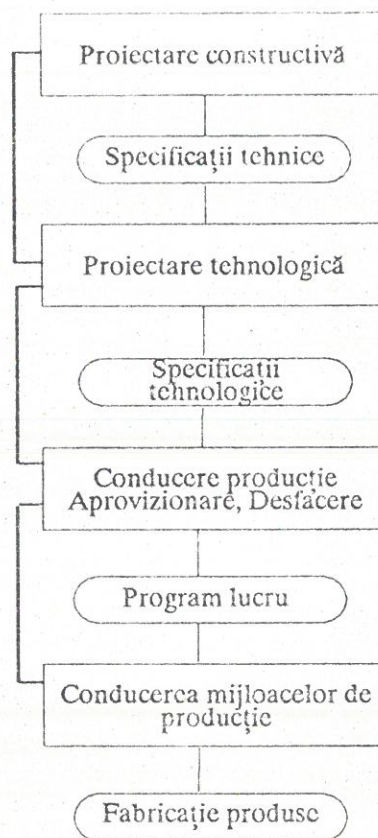 Proiectare constructivă
Specificații tehnice
Proiectare tehnologică
Specificații
tehnologice
Conducere producție
Aprovizionare, Desfacere
Program lucru
Conducerea mijloacelor de
producție
Fabricație produse